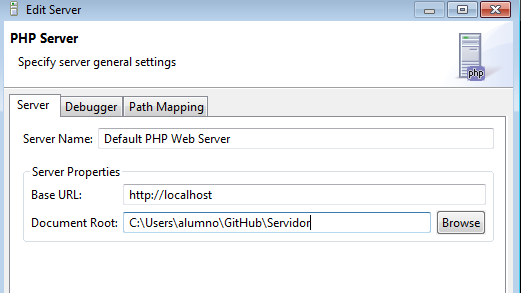 Edit Server
PHP Server
Specify server general settings
php
Server Debugger Path Mapping
Server Name: Default PHP Web Server
Server Properties
Base URL: http://localhost
Document Root: C:\Users\alumno\GitHub\Servidor Browse